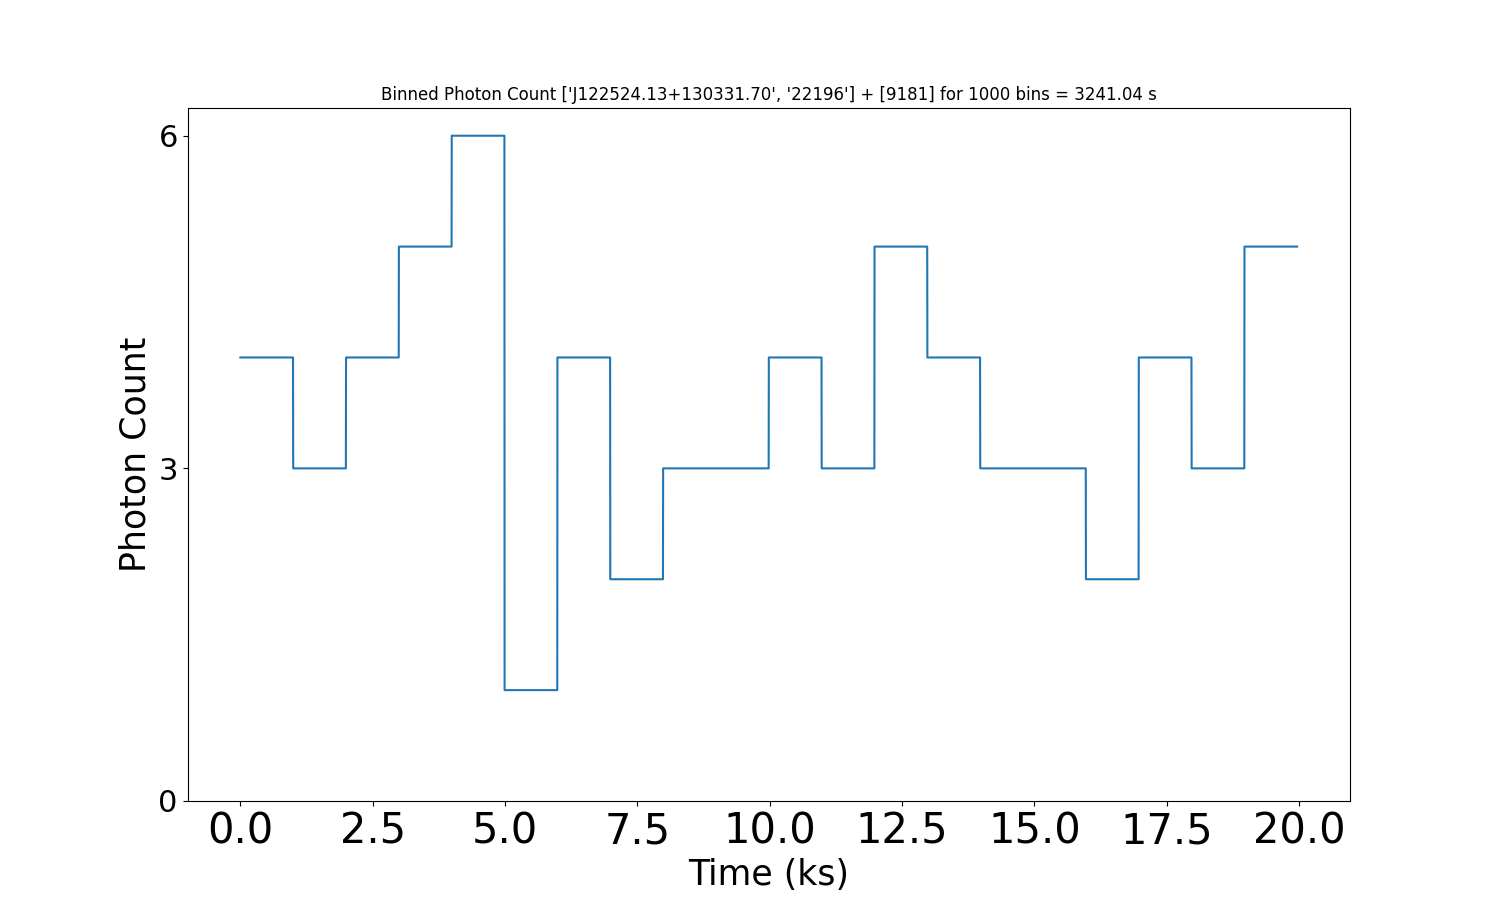 Binned Photon Count ['J122524.13+130331.70', '22196'] + [9181] for 1000 bins = 3241.04 s
6
3
0
Photon Count
0.0 2.5 5.0 7.5 10.0 12.5 15.0 17.5 20.0
Time (ks)